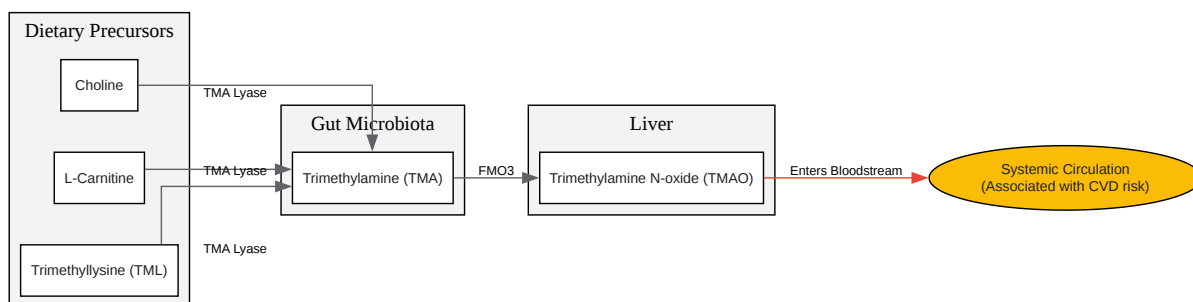 Dietary Precursors
Choline
TMA Lyase
Gut Microbiota
Liver
L-Carnitine
TMA Lyase
Trimethylamine (TMA)
FMO3
Trimethylamine N-oxide (TMAO)
Enters Bloodstream
Systemic Circulation
(Associated with CVD risk)
TMA Lyase
Trimethyllysine (TML)